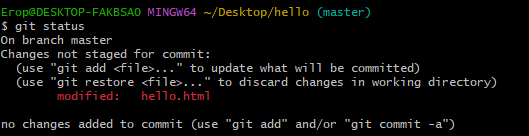 Егор@DESKTOP-FAKBSAO MINGW64 ~/Desktop/hello (master)
$ git status
On branch master
Changes not staged for commit:
  (use "git add <file>..." to update what will be committed)
  (use "git restore <file>..." to discard changes in working directory)
        modified:   hello.html

no changes added to commit (use "git add" and/or "git commit -a")